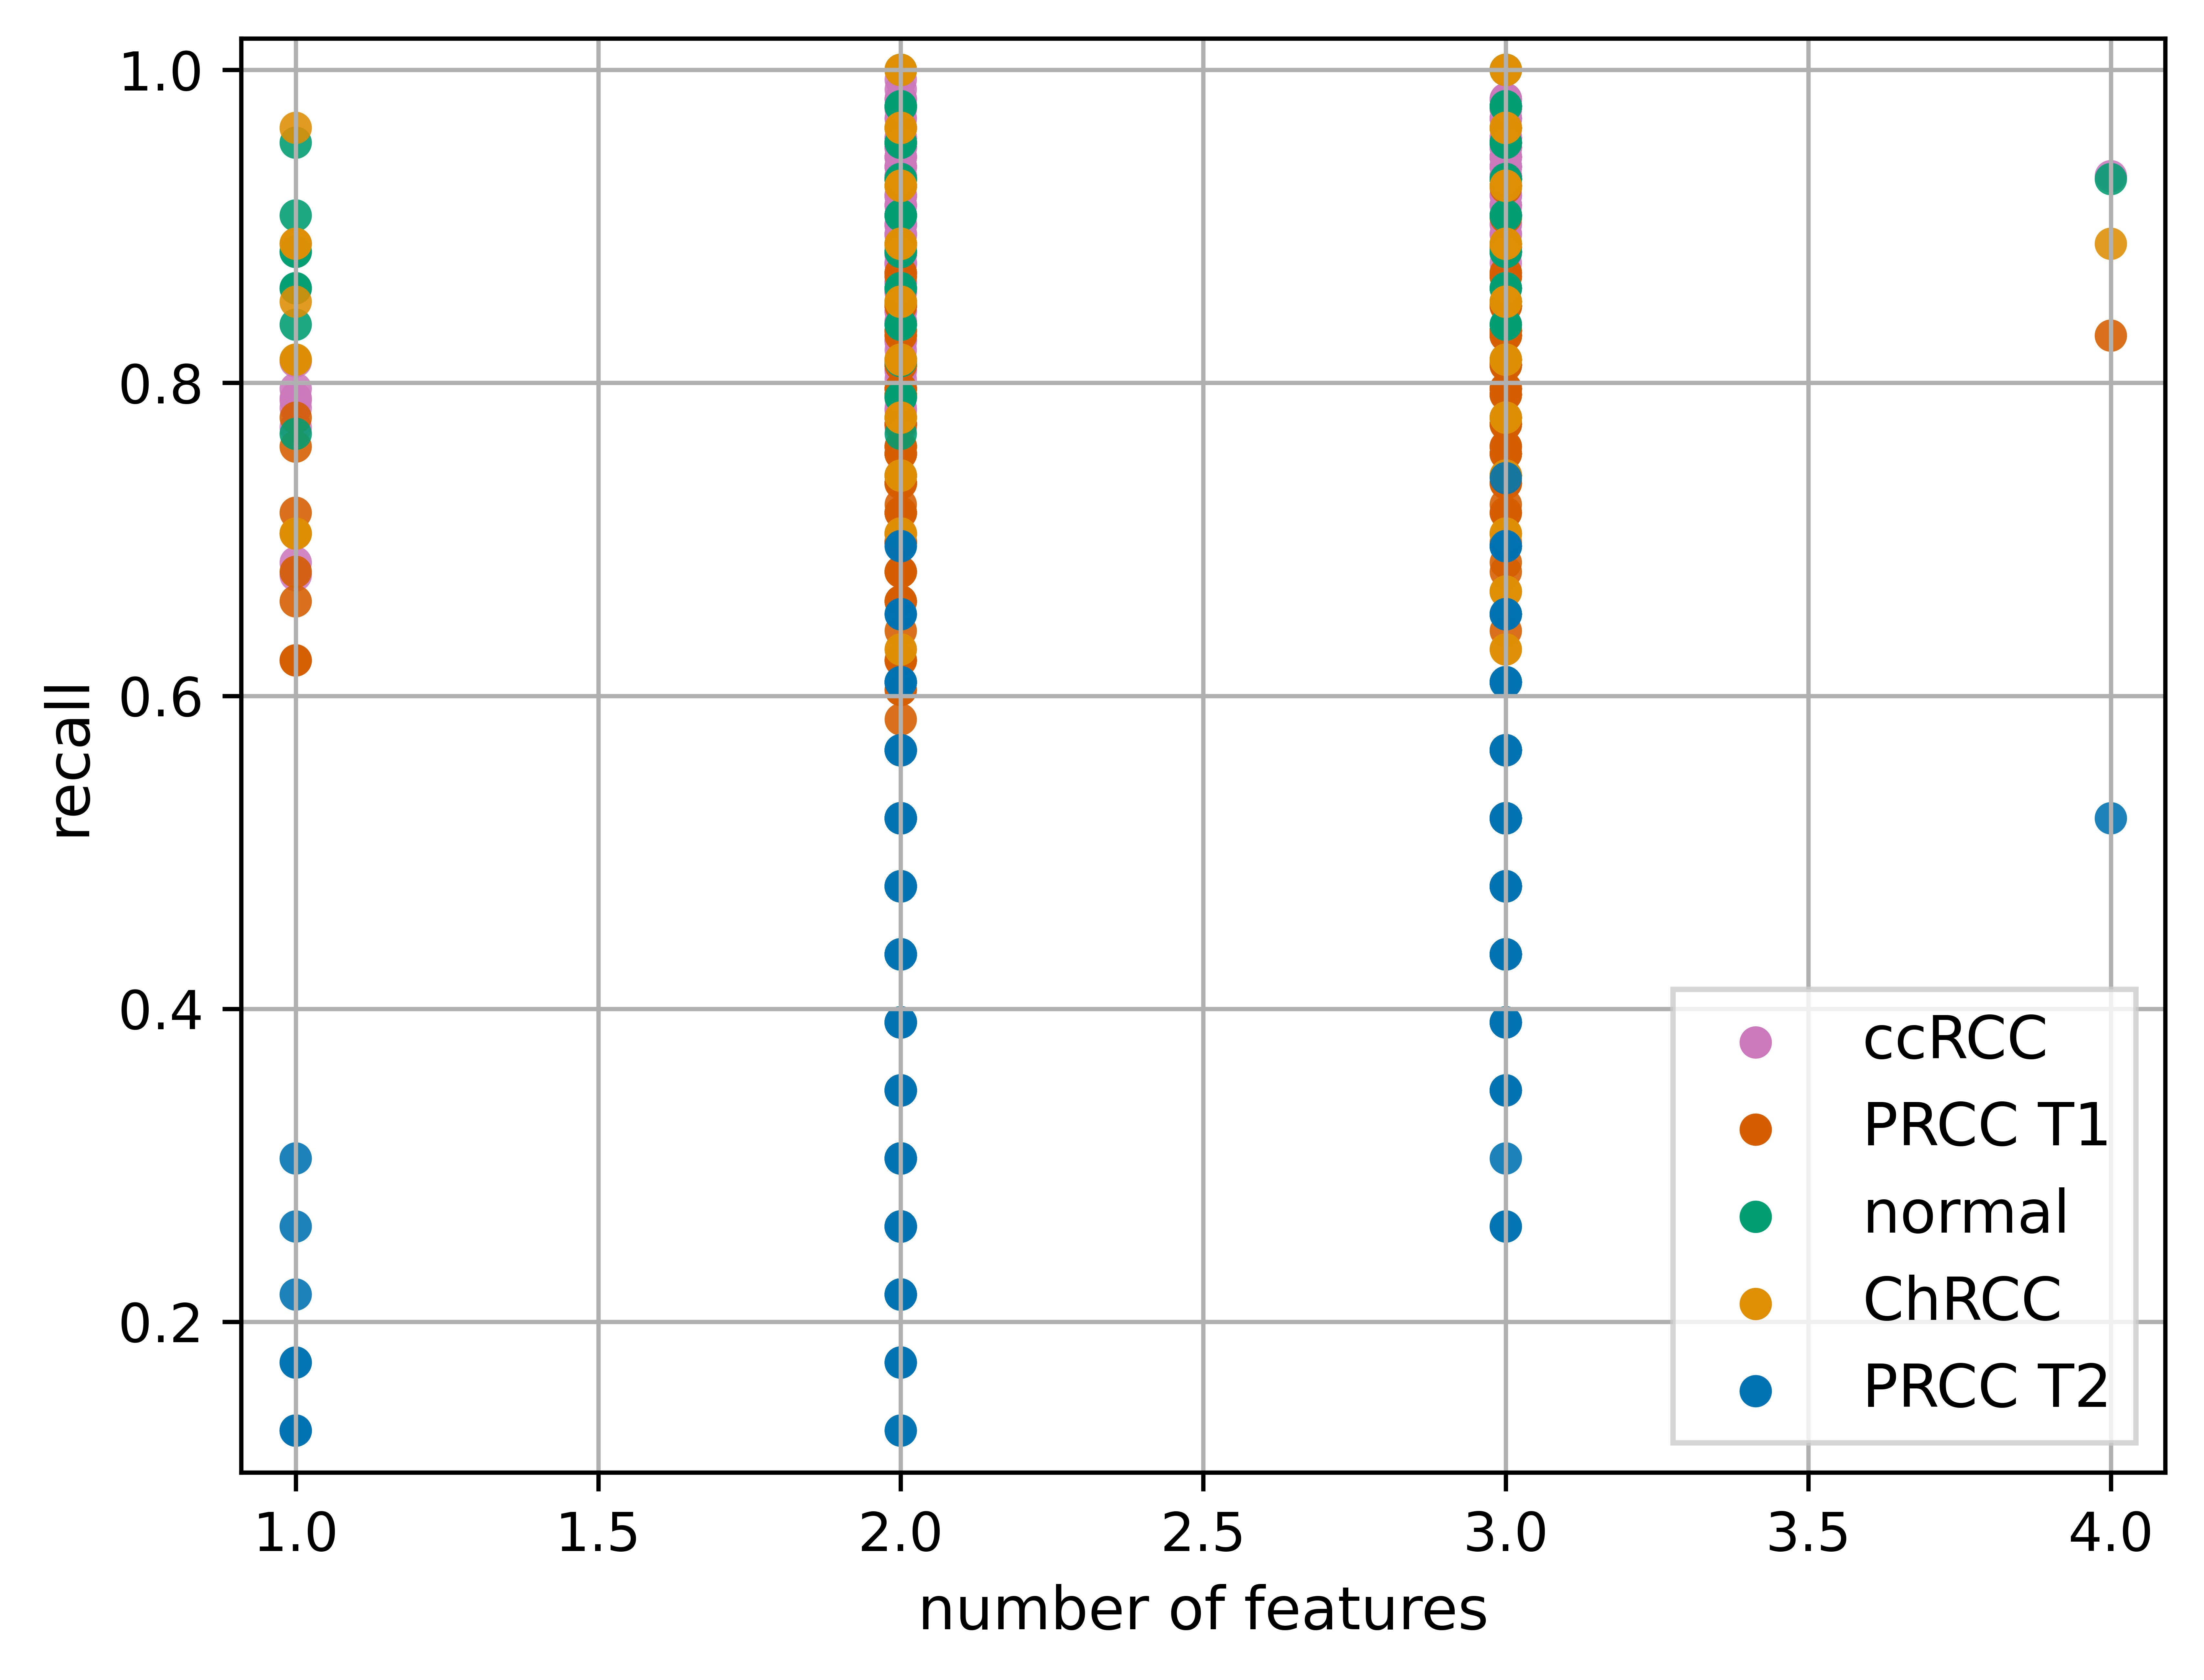 1.0
0.8
0.6
0.4
0.2
recall
1.0 1.5 2.0 2.5 3.0 3.5 4.0
number of features
ccRCC
PRCC T1
normal
ChRCC
PRCC T2